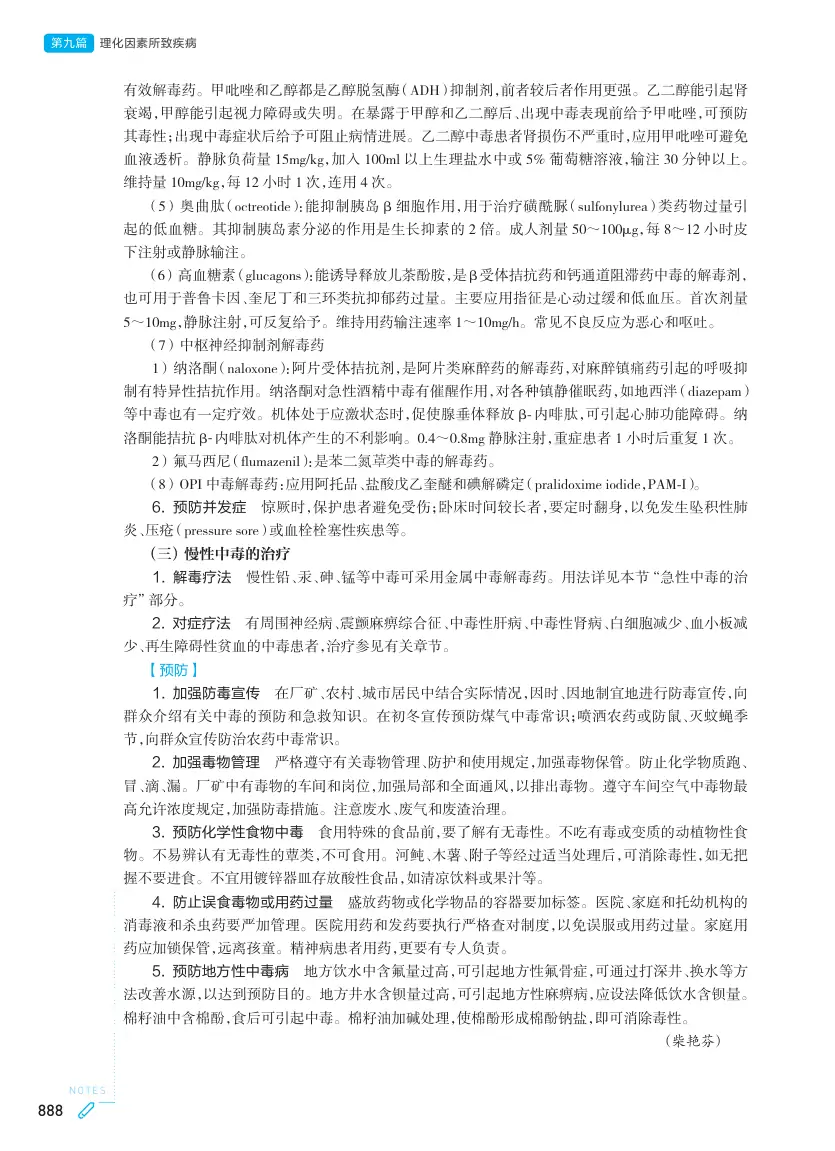 第九篇 理化因素所致疾病
有效解毒药。甲吡唑和乙醇都是乙醇脱氢酶（ADH）抑制剂，前者较后者作用更强。乙二醇能引起肾
衰竭，甲醇能引起视力障碍或失明。在暴露于甲醇和乙二醇后、出现中毒表现前给予甲吡唑，可预防
其毒性；出现中毒症状后给予可阻止病情进展。乙二醇中毒患者肾损伤不严重时，应用甲吡唑可避免
血液透析。静脉负荷量 15mg/kg，加入 100ml 以上生理盐水中或 5% 葡萄糖溶液，输注 30 分钟以上。
维持量 10mg/kg，每 12 小时 1 次，连用 4 次。
（5）奥曲肽（octreotide）：能抑制胰岛 β 细胞作用，用于治疗磺酰脲（sulfonylurea）类药物过量引
起的低血糖。其抑制胰岛素分泌的作用是生长抑素的 2 倍。成人剂量 50～100μg，每 8～12 小时皮
下注射或静脉输注。
（6）高血糖素（glucagons）：能诱导释放儿茶酚胺，是β受体拮抗药和钙通道阻滞药中毒的解毒剂，
也可用于普鲁卡因、奎尼丁和三环类抗抑郁药过量。主要应用指征是心动过缓和低血压。首次剂量
5～10mg，静脉注射，可反复给予。维持用药输注速率 1～10mg/h。常见不良反应为恶心和呕吐。
（7）中枢神经抑制剂解毒药
1）纳洛酮（naloxone）：阿片受体拮抗剂，是阿片类麻醉药的解毒药，对麻醉镇痛药引起的呼吸抑
制有特异性拮抗作用。纳洛酮对急性酒精中毒有催醒作用，对各种镇静催眠药，如地西泮（diazepam）
等中毒也有一定疗效。机体处于应激状态时，促使腺垂体释放 β- 内啡肽，可引起心肺功能障碍。纳
洛酮能拮抗 β- 内啡肽对机体产生的不利影响。0.4～0.8mg 静脉注射，重症患者 1 小时后重复 1 次。
2）氟马西尼（flumazenil）：是苯二氮䓬类中毒的解毒药。
（8）OPI 中毒解毒药：应用阿托品、盐酸戊乙奎醚和碘解磷定（pralidoxime iodide，PAM-I）。
6. 预防并发症 惊厥时，保护患者避免受伤；卧床时间较长者，要定时翻身，以免发生坠积性肺
炎、压疮（pressure sore）或血栓栓塞性疾患等。
（三）慢性中毒的治疗
1. 解毒疗法 慢性铅、汞、砷、锰等中毒可采用金属中毒解毒药。用法详见本节“急性中毒的治
疗”部分。
2. 对症疗法 有周围神经病、震颤麻痹综合征、中毒性肝病、中毒性肾病、白细胞减少、血小板减
少、再生障碍性贫血的中毒患者，治疗参见有关章节。
【预防】
1. 加强防毒宣传 在厂矿、农村、城市居民中结合实际情况，因时、因地制宜地进行防毒宣传，向
群众介绍有关中毒的预防和急救知识。在初冬宣传预防煤气中毒常识；喷洒农药或防鼠、灭蚊蝇季
节，向群众宣传防治农药中毒常识。
2. 加强毒物管理 严格遵守有关毒物管理、防护和使用规定，加强毒物保管。防止化学物质跑、
冒、滴、漏。厂矿中有毒物的车间和岗位，加强局部和全面通风，以排出毒物。遵守车间空气中毒物最
高允许浓度规定，加强防毒措施。注意废水、废气和废渣治理。
3. 预防化学性食物中毒 食用特殊的食品前，要了解有无毒性。不吃有毒或变质的动植物性食
物。不易辨认有无毒性的蕈类，不可食用。河鲀、木薯、附子等经过适当处理后，可消除毒性，如无把
握不要进食。不宜用镀锌器皿存放酸性食品，如清凉饮料或果汁等。
4. 防止误食毒物或用药过量 盛放药物或化学物品的容器要加标签。医院、家庭和托幼机构的
消毒液和杀虫药要严加管理。医院用药和发药要执行严格查对制度，以免误服或用药过量。家庭用
药应加锁保管，远离孩童。精神病患者用药，更要有专人负责。
5. 预防地方性中毒病 地方饮水中含氟量过高，可引起地方性氟骨症，可通过打深井、换水等方
法改善水源，以达到预防目的。地方井水含钡量过高，可引起地方性麻痹病，应设法降低饮水含钡量。
棉籽油中含棉酚，食后可引起中毒。棉籽油加碱处理，使棉酚形成棉酚钠盐，即可消除毒性。
（柴艳芬）
NOTES
888